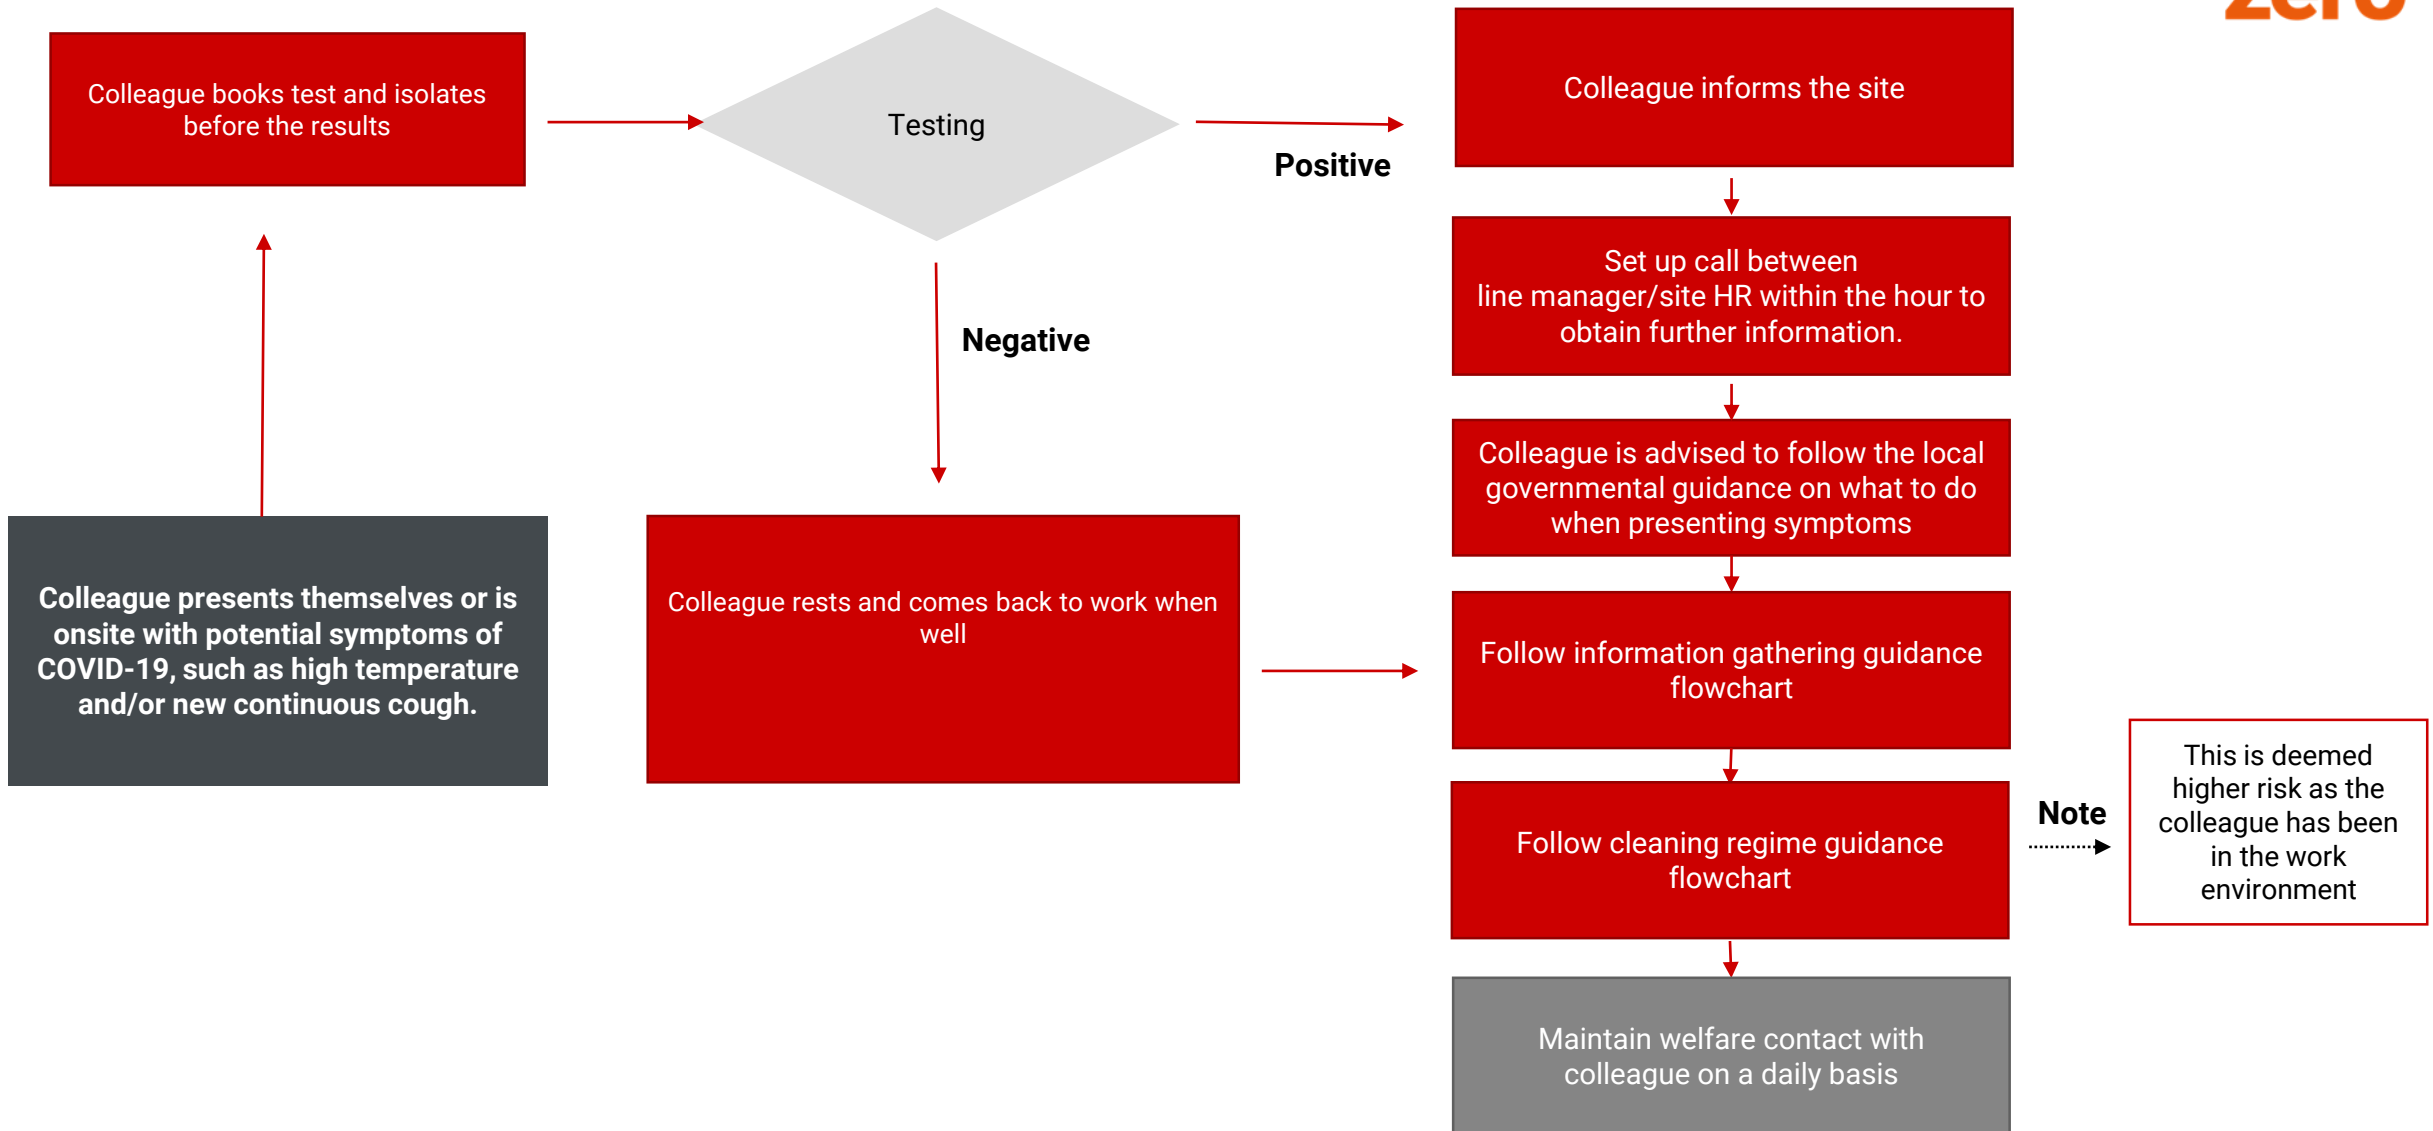 zero
Colleague books test and isolates
before the results
Testing
Positive
Colleague informs the site
Set up call between
line manager/site HR within the hour to
obtain further information.
Negative
Colleague is advised to follow the local
governmental guidance on what to do
when presenting symptoms
Colleague presents themselves or is
onsite with potential symptoms of
COVID-19, such as high temperature
and/or new continuous cough.
Colleague rests and comes back to work when
well
Follow information gathering guidance
flowchart
Follow cleaning regime guidance
flowchart
Note
This is deemed
higher risk as the
colleague has been
in the work
environment
Maintain welfare contact with
colleague on a daily basis